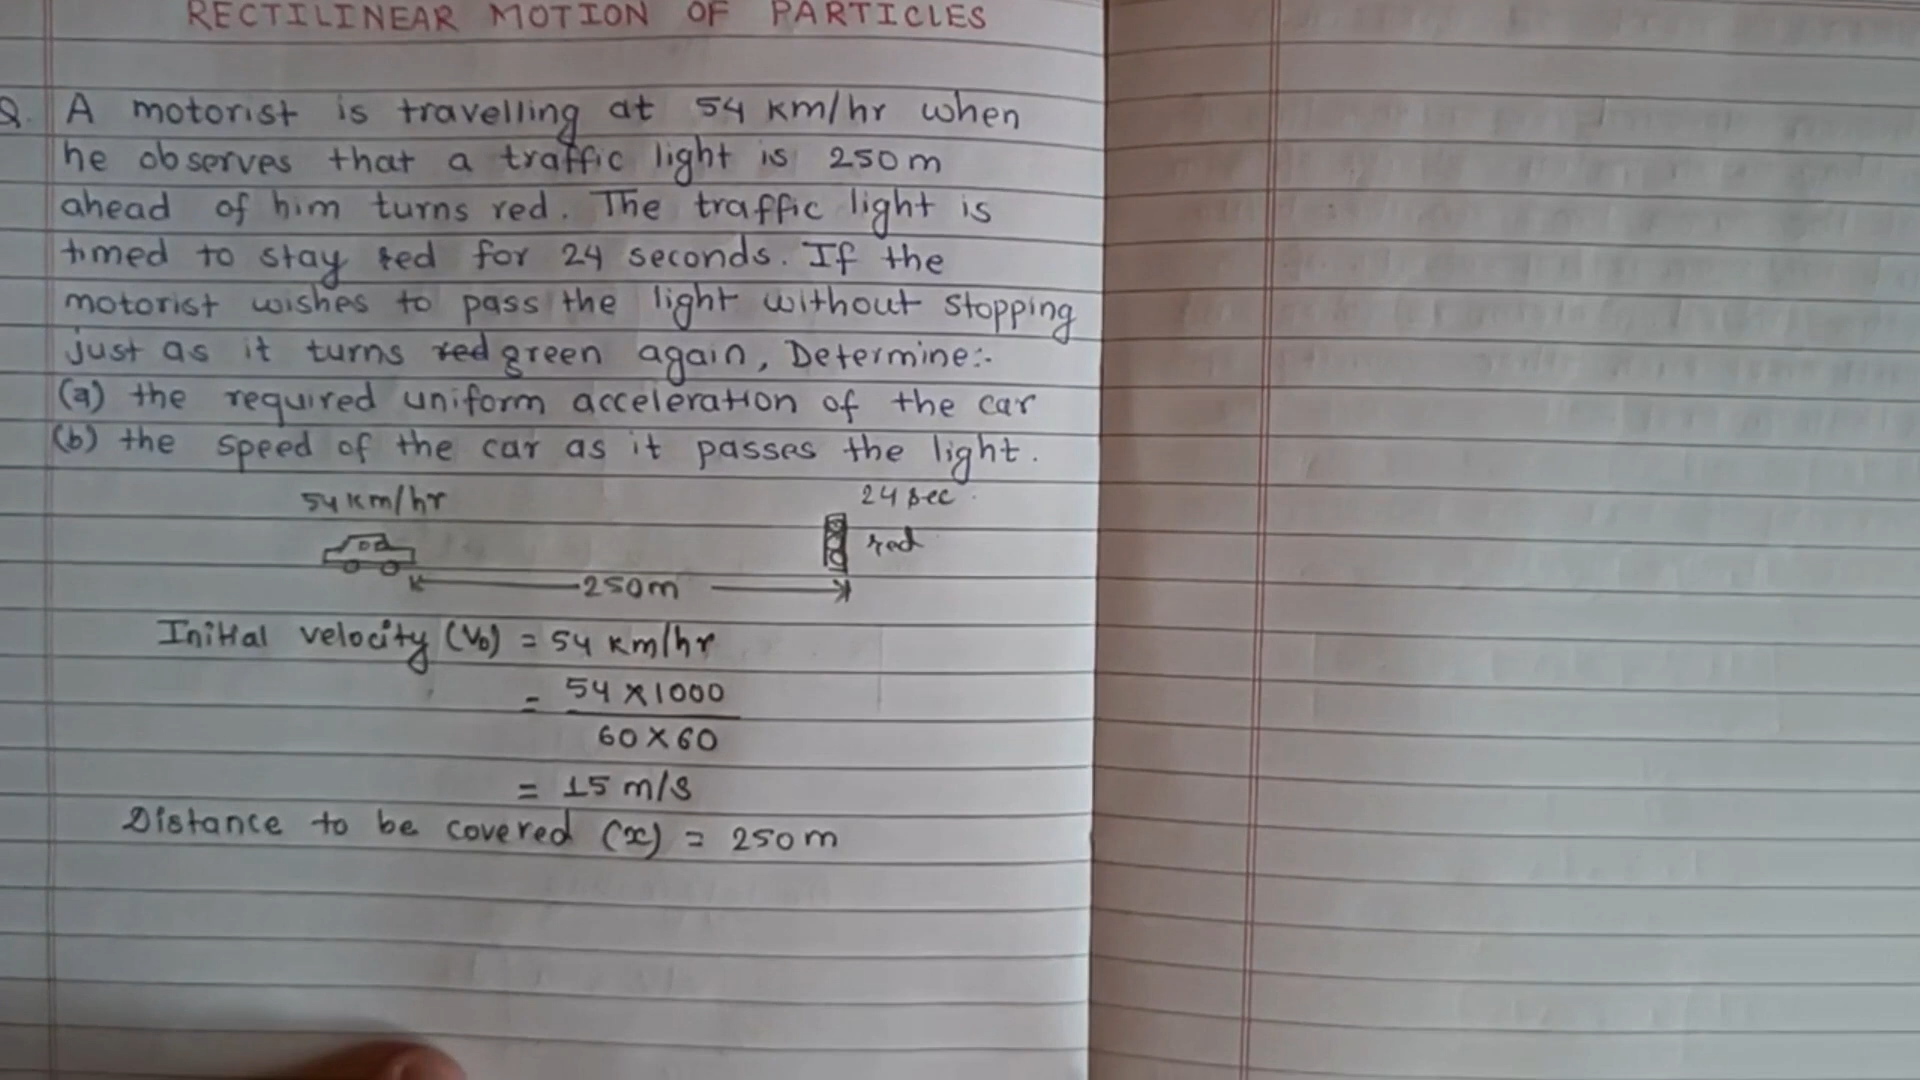 RECTILINEAR MOTION OF PARTICLES
Q. A motorist is travelling at 54 km/hr when
he observes that a traffic light is 250m
ahead of him turns red. The traffic light is
timed to stay red for 24 seconds. If the
motorist wishes to pass the light without stopping
just as it turns red green again, Determine:-
(a) the required uniform acceleration of the car
(b) the speed of the car as it passes the light.
54 km/hr
24 sec.
red
250m
Initial velocity (V0) = 54 km/hr
= 54 × 1000
60 × 60
= 15 m/s
Distance to be covered (x) = 250m